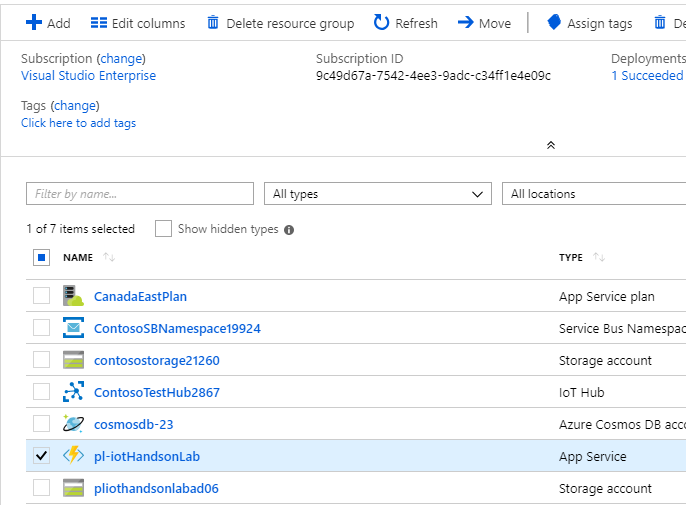 Add Edit columns Delete resource group Refresh Move Assign tags De
Subscription (change) Subscription ID Deployments
Visual Studio Enterprise 9c49d67a-7542-4ee3-9adc-c34ff1e4e09c 1 Succeeded
Tags (change)
Click here to add tags
Filter by name... All types All locations
1 of 7 items selected Show hidden types
NAME TYPE
CanadaEastPlan App Service plan
ContosoSBNamespace19924 Service Bus Namespac
contosostorage21260 Storage account
ContosoTestHub2867 IoT Hub
cosmosdb-23 Azure Cosmos DB acco
pl-iotHandsonLab App Service
pliothandsonlabad06 Storage account